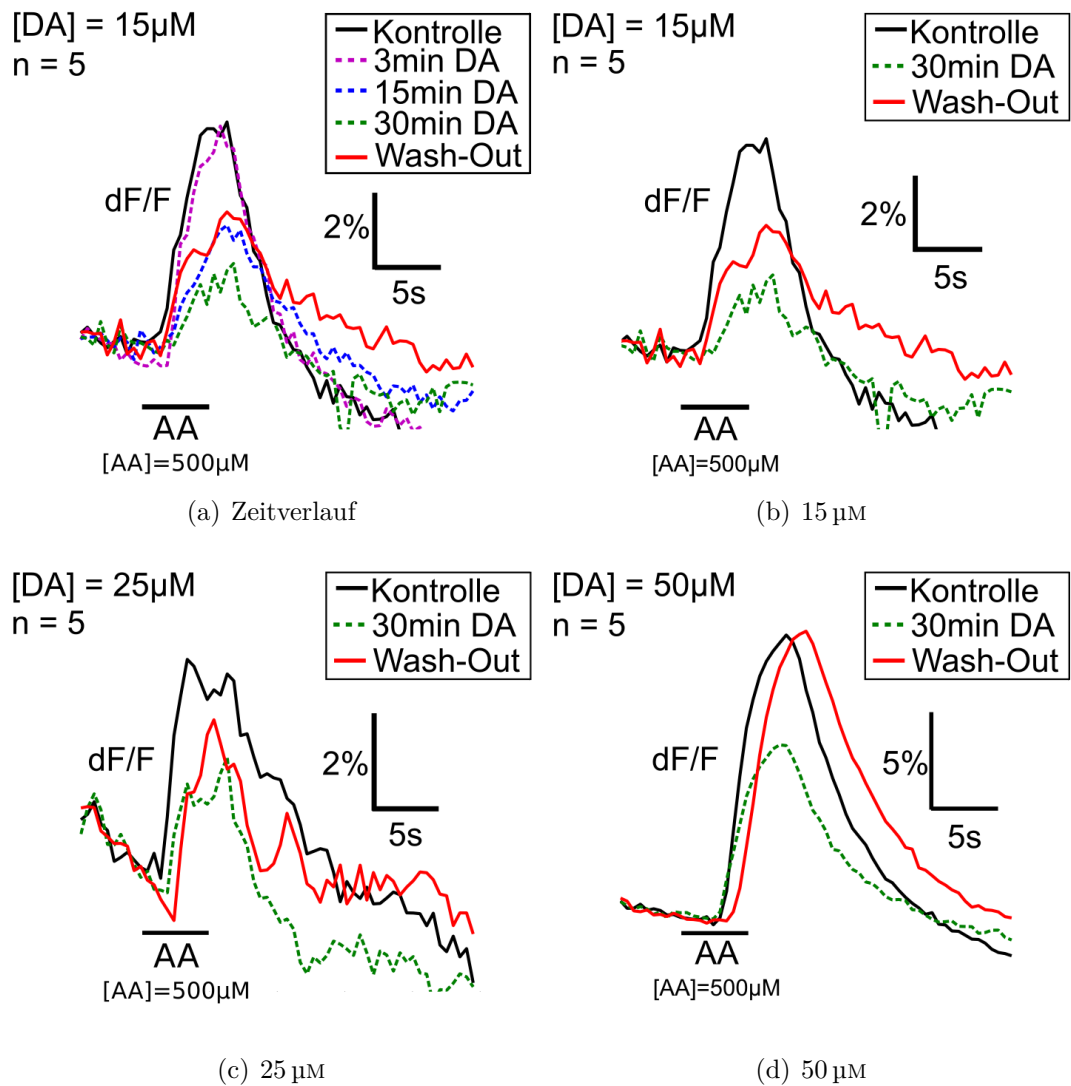 [DA] = 15µM
n = 5
Kontrolle
3min DA
15min DA
30min DA
Wash-Out
dF/F
2%
5s
AA
[AA]=500µM
(a) Zeitverlauf
[DA] = 15µM
n = 5
Kontrolle
30min DA
Wash-Out
dF/F
2%
5s
AA
[AA]=500µM
(b) 15 µM
[DA] = 25µM
n = 5
Kontrolle
30min DA
Wash-Out
dF/F
2%
5s
AA
[AA]=500µM
(c) 25 µM
[DA] = 50µM
n = 5
Kontrolle
30min DA
Wash-Out
dF/F
5%
5s
AA
[AA]=500µM
(d) 50 µM